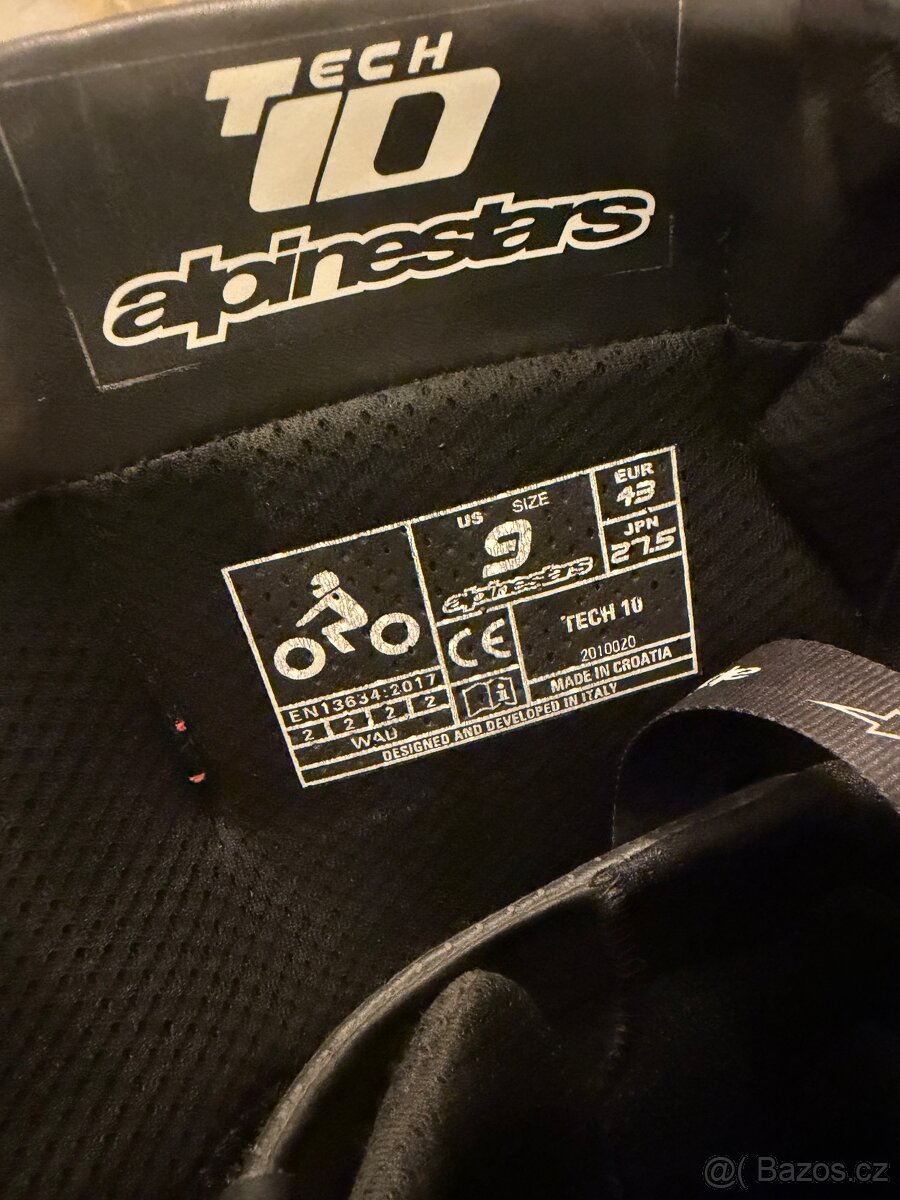 TECH
10
alpinestars
US SIZE
9
alpinestars
EUR
43
JPN
27.5
CE
TECH 10
2010020
MADE IN CROATIA
EN13634:2017
2 2 2 2
WAD
DESIGNED AND DEVELOPED IN ITALY
@( Bazos.cz